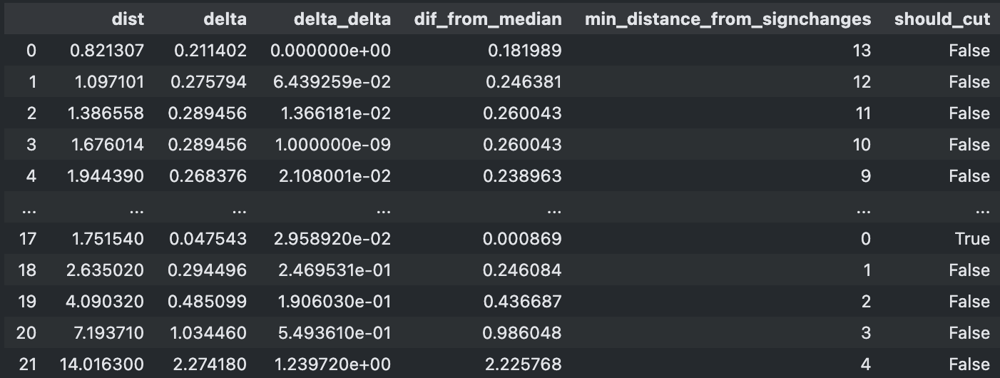 dist delta delta_delta dif_from_median min_distance_from_signchanges should_cut
0 0.821307 0.211402 0.000000e+00 0.181989 13 False
1 1.097101 0.275794 6.439259e-02 0.246381 12 False
2 1.386558 0.289456 1.366181e-02 0.260043 11 False
3 1.676014 0.289456 1.000000e-09 0.260043 10 False
4 1.944390 0.268376 2.108001e-02 0.238963 9 False
... ... ... ... ... ... ...
17 1.751540 0.047543 2.958920e-02 0.000869 0 True
18 2.635020 0.294496 2.469531e-01 0.246084 1 False
19 4.090320 0.485099 1.906030e-01 0.436687 2 False
20 7.193710 1.034460 5.493610e-01 0.986048 3 False
21 14.016300 2.274180 1.239720e+00 2.225768 4 False